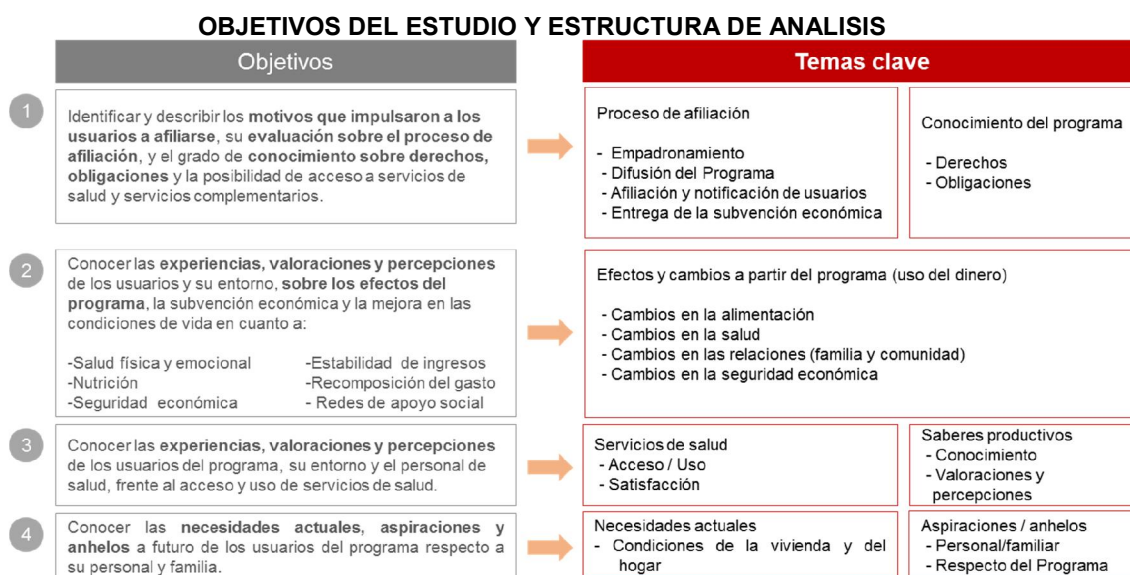 OBJETIVOS DEL ESTUDIO Y ESTRUCTURA DE ANALISIS
Objetivos
Temas clave
1
Identificar y describir los motivos que impulsaron a los
usuarios a afiliarse, su evaluación sobre el proceso de
afiliación, y el grado de conocimiento sobre derechos,
obligaciones y la posibilidad de acceso a servicios de
salud y servicios complementarios.
Proceso de afiliación
- Empadronamiento
- Difusión del Programa
- Afiliación y notificación de usuarios
- Entrega de la subvención económica
Conocimiento del programa
- Derechos
- Obligaciones
2
Conocer las experiencias, valoraciones y percepciones
de los usuarios y su entorno, sobre los efectos del
programa, la subvención económica y la mejora en las
condiciones de vida en cuanto a:
-Salud física y emocional
-Nutrición
-Seguridad económica
-Estabilidad de ingresos
-Recomposición del gasto
- Redes de apoyo social
Efectos y cambios a partir del programa (uso del dinero)
- Cambios en la alimentación
- Cambios en la salud
- Cambios en las relaciones (familia y comunidad)
- Cambios en la seguridad económica
3
Conocer las experiencias, valoraciones y percepciones
de los usuarios del programa, su entorno y el personal de
salud, frente al acceso y uso de servicios de salud.
Servicios de salud
- Acceso / Uso
- Satisfacción
Saberes productivos
- Conocimiento
- Valoraciones y
percepciones
4
Conocer las necesidades actuales, aspiraciones y
anhelos a futuro de los usuarios del programa respecto a
su personal y familia.
Necesidades actuales
- Condiciones de la vivienda y del
hogar
Aspiraciones / anhelos
- Personal/familiar
- Respecto del Programa